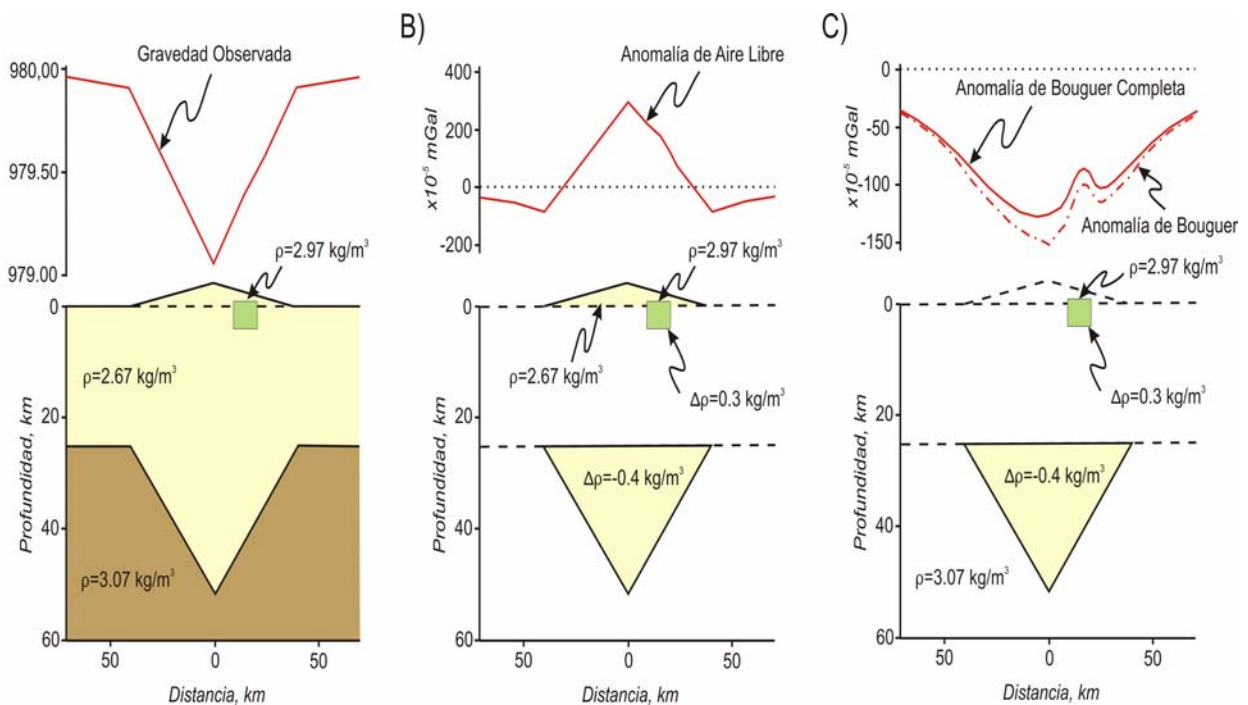 Gravedad Observada
980,00
979.50
979.00
ρ=2.97 kg/m³
0
ρ=2.67 kg/m³
20
Profundidad, km
40
ρ=3.07 kg/m³
60
50 0 50
Distancia, km
B)
Anomalía de Aire Libre
400
200
0
-200
x10⁻⁵ mGal
ρ=2.97 kg/m³
0
ρ=2.67 kg/m³
Δρ=0.3 kg/m³
20
Δρ=-0.4 kg/m³
Profundidad, km
40
60
50 0 50
Distancia, km
C)
0
Anomalía de Bouguer Completa
-50
-100
-150
x10⁻⁵ mGal
Anomalía de Bouguer
ρ=2.97 kg/m³
0
Δρ=0.3 kg/m³
20
Δρ=-0.4 kg/m³
Profundidad, km
40
ρ=3.07 kg/m³
60
50 0 50
Distancia, km